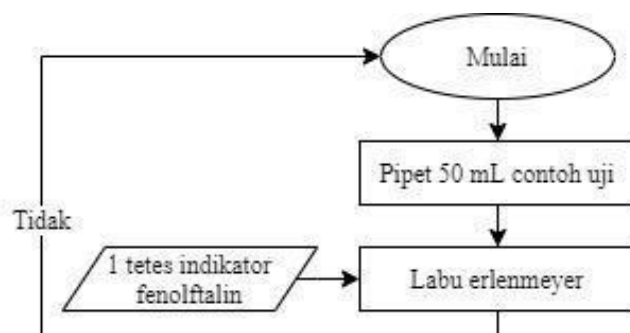 Mulai
Pipet 50 mL contoh uji
Tidak
1 tetes indikator
fenolftalin
Labu erlenmeyer